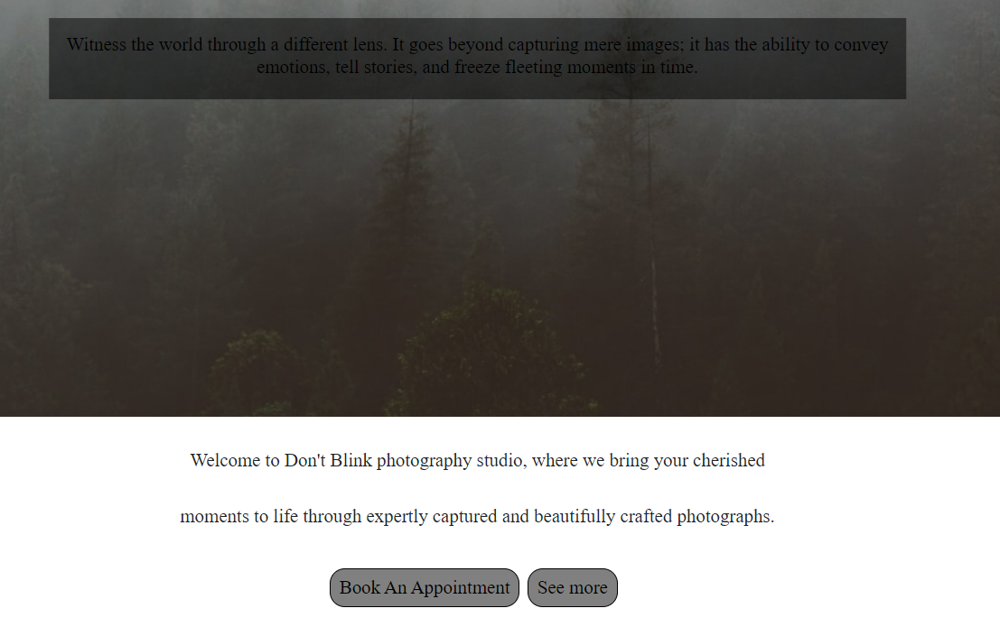 Witness the world through a different lens. It goes beyond capturing mere images; it has the ability to convey
emotions, tell stories, and freeze fleeting moments in time.
Welcome to Don't Blink photography studio, where we bring your cherished
moments to life through expertly captured and beautifully crafted photographs.
Book An Appointment
See more